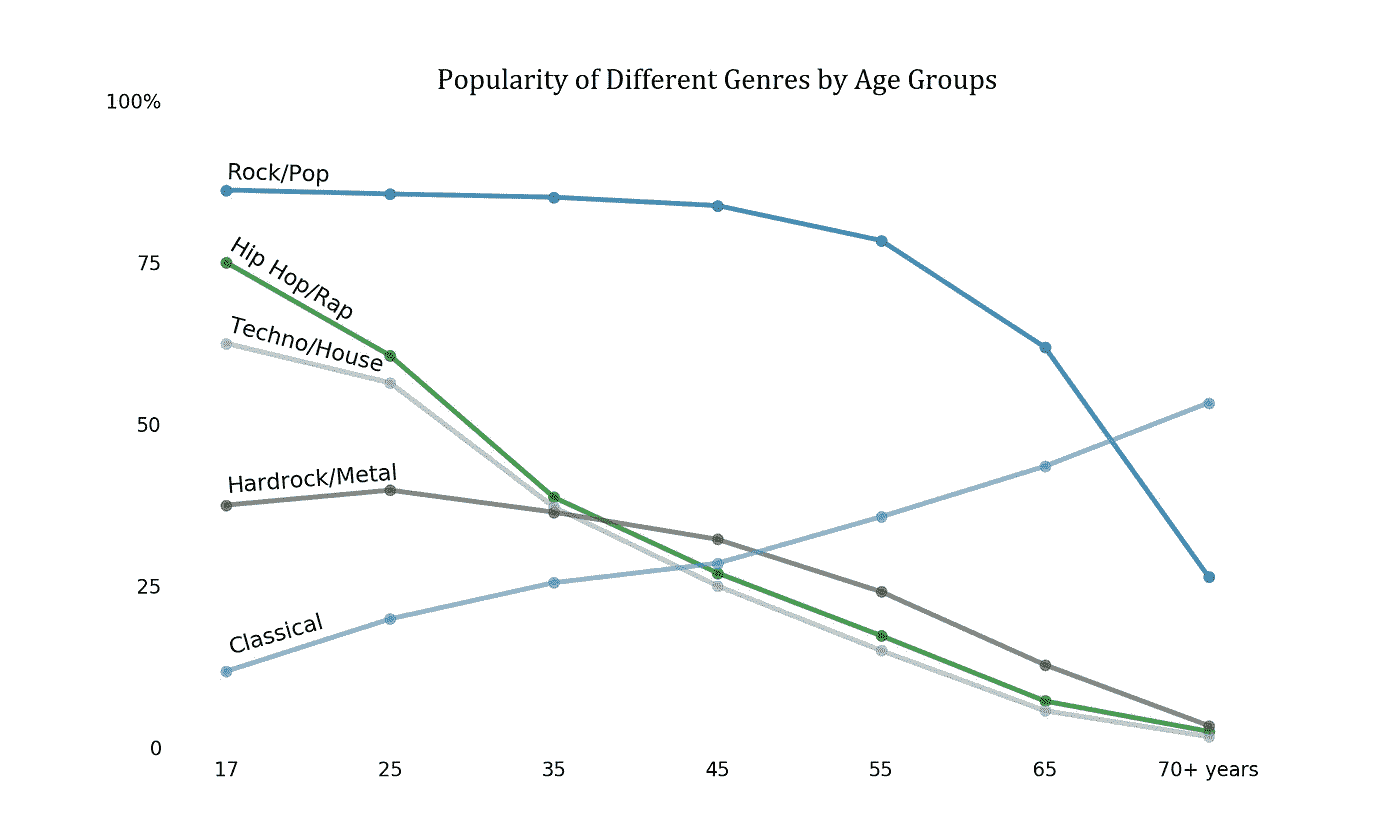 Popularity of Different Genres by Age Groups
100%
Rock/Pop
Hip Hop/Rap
75
Techno/House
50
Hardrock/Metal
25
Classical
0
17 25 35 45 55 65 70+ years